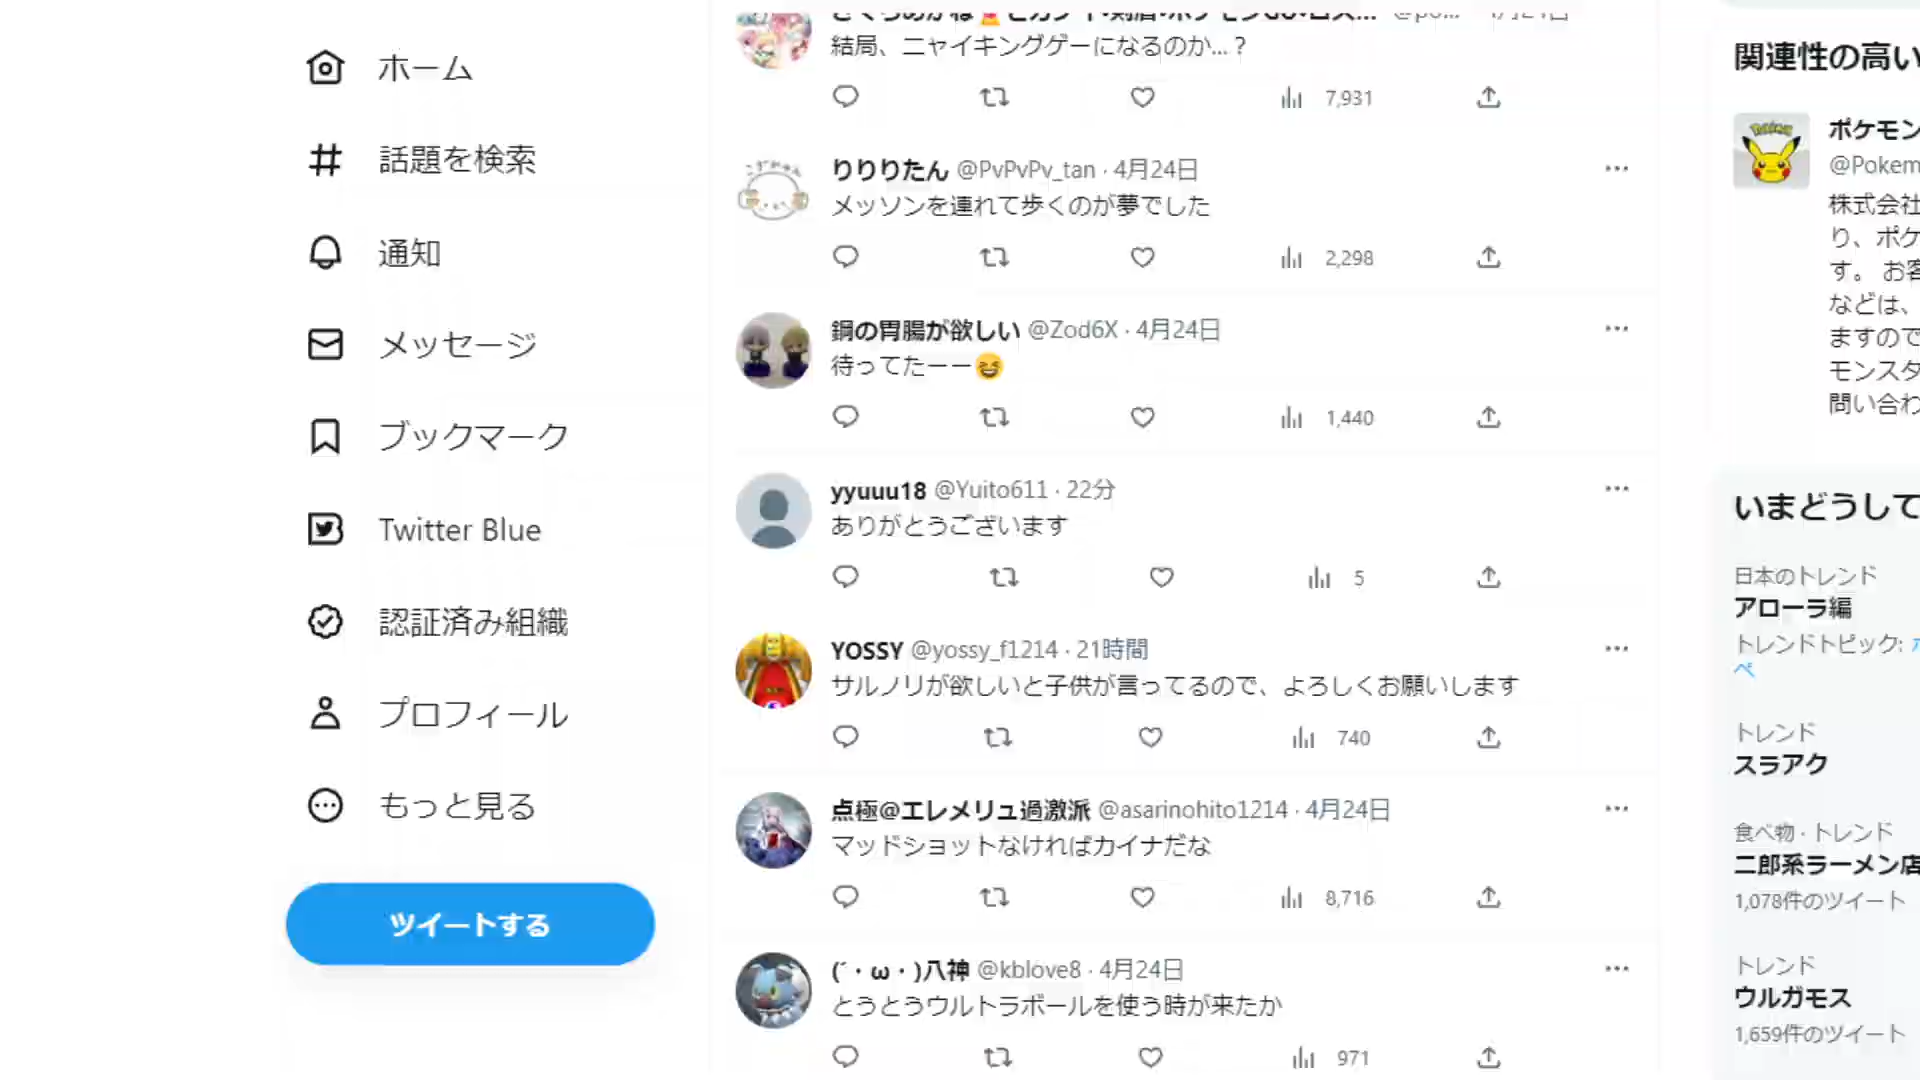 ホーム
話題を検索
通知
メッセージ
ブックマーク
Twitter Blue
認証済み組織
プロフィール
もっと見る
ツイートする
結局、ニャイキングゲーになるのか...？
7,931
りりりたん @PvPvPv_tan · 4月24日
メッソンを連れて歩くのが夢でした
2,298
鋼の胃腸が欲しい @Zod6X · 4月24日
待ってたーー😆
1,440
yyuuu18 @Yuito611 · 22分
ありがとうございます
5
YOSSY @yossy_f1214 · 21時間
サルノリが欲しいと子供が言ってるので、よろしくお願いします
740
点極@エレメリュ過激派 @asarinohito1214 · 4月24日
マッドショットなければカイナだな
8,716
(´・ω・)八神 @kblove8 · 4月24日
とうとうウルトラボールを使う時が来たか
971
関連性の高い
ポケモン
@Pokem
株式会社
り、ポケ
す。 お客
などは、
ますので
モンスタ
問い合わ
いまどうして
日本のトレンド
アローラ編
トレンドトピック:
ペ
トレンド
スラアク
食べ物 · トレンド
二郎系ラーメン店
1,078件のツイート
トレンド
ウルガモス
1,659件のツイート